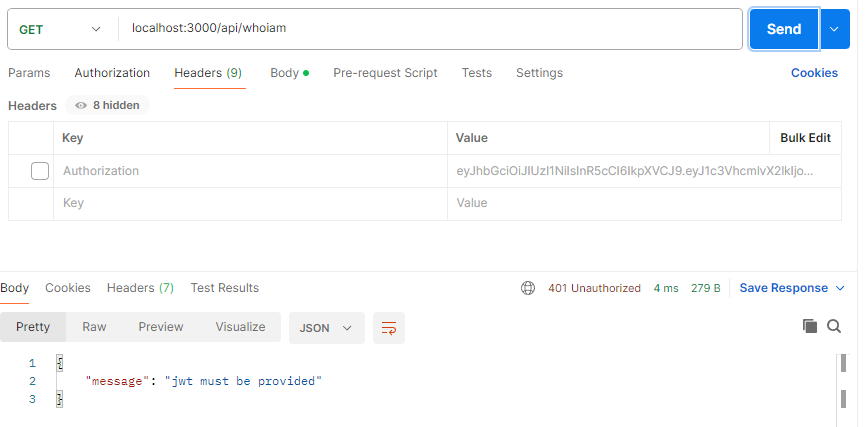 GET localhost:3000/api/whoiam Send
Params Authorization Headers (9) Body Pre-request Script Tests Settings Cookies
Headers 8 hidden
Key Value Bulk Edit
Authorization eyJhbGciOiJIUzI1NiIsInR5cCI6IkpXVCJ9.eyJ1c3VhcmlvX2lkIjo...
Key Value
Body Cookies Headers (7) Test Results 401 Unauthorized 4 ms 279 B Save Response
Pretty Raw Preview Visualize JSON
1 {
2 "message": "jwt must be provided"
3 }